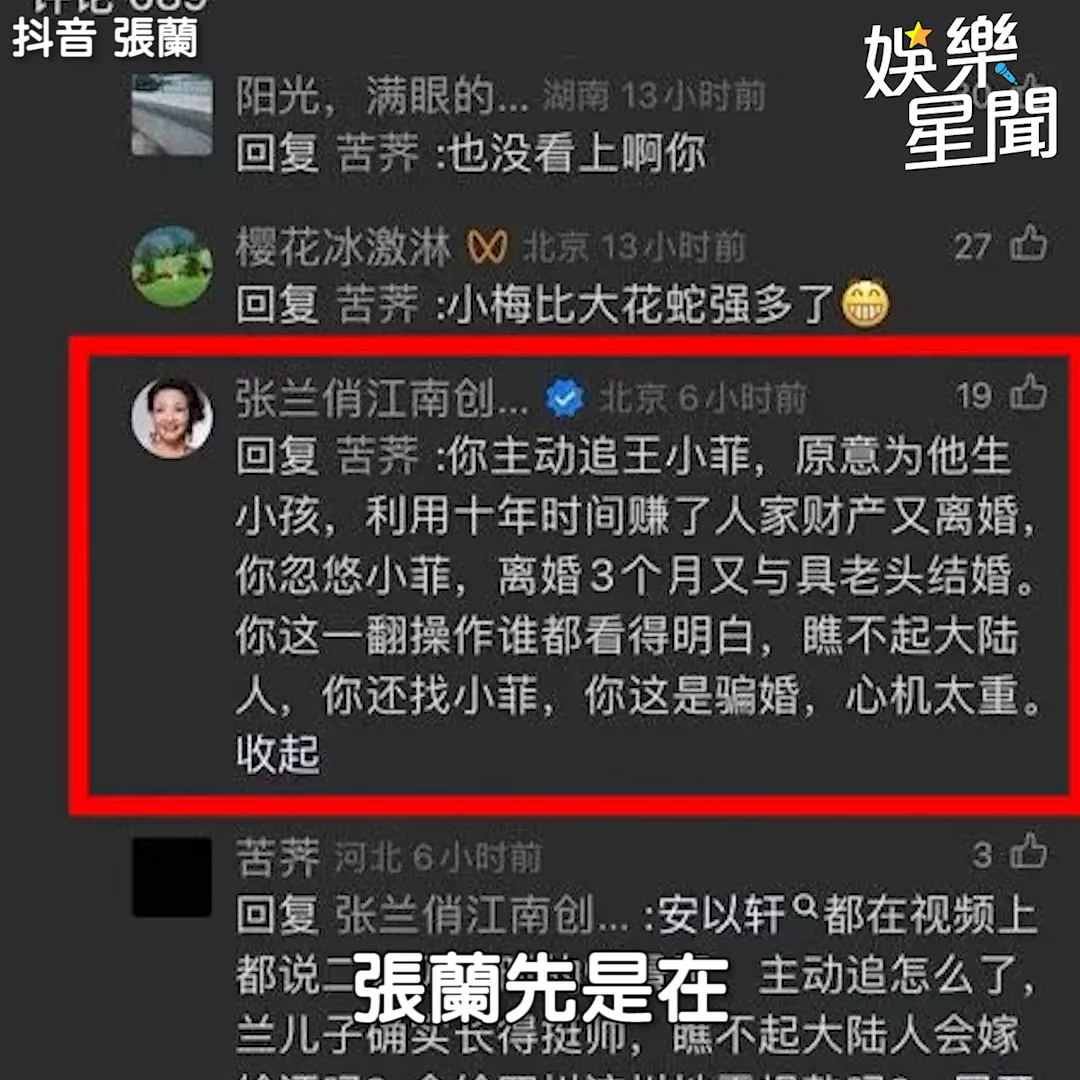 评论 689
抖音 張蘭
娛樂
星聞
阳光，满眼的... 湖南 13小时前
回复 苦荞 :也没看上啊你
樱花冰激淋 北京 13小时前 27
回复 苦荞 :小梅比大花蛇强多了😁
张兰俏江南创... 北京 6小时前 19
回复 苦荞 :你主动追王小菲，原意为他生
小孩，利用十年时间赚了人家财产又离婚，
你忽悠小菲，离婚3个月又与具老头结婚。
你这一翻操作谁都看得明白，瞧不起大陆
人，你还找小菲，你这是骗婚，心机太重。
收起
苦荞 河北 6小时前 3
回复 张兰俏江南创... :安以轩都在视频上
都说二 主动追怎么了，
張蘭先是在
兰儿子确实长得挺帅，瞧不起大陆人会嫁